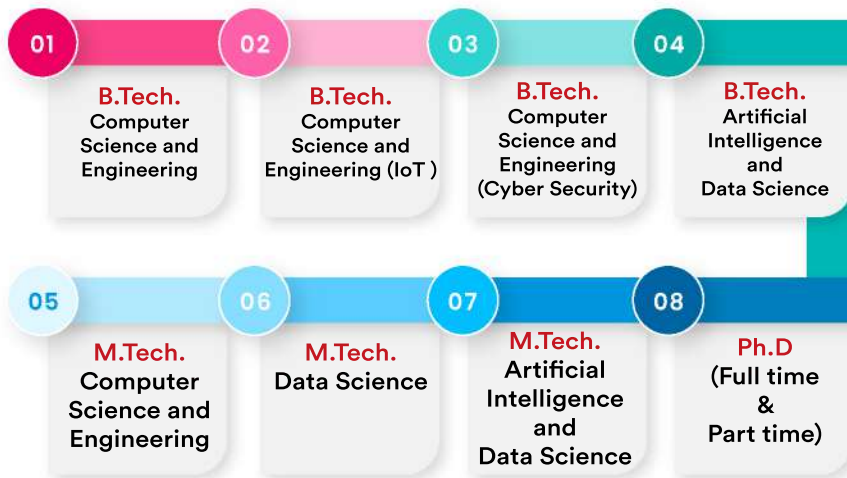 01
B.Tech.
Computer
Science and
Engineering
02
B.Tech.
Computer
Science and
Engineering (IoT )
03
B.Tech.
Computer
Science and
Engineering
(Cyber Security)
04
B.Tech.
Artificial
Intelligence
and
Data Science
05
M.Tech.
Computer
Science and
Engineering
06
M.Tech.
Data Science
07
M.Tech.
Artificial
Intelligence
and
Data Science
08
Ph.D
(Full time
&
Part time)